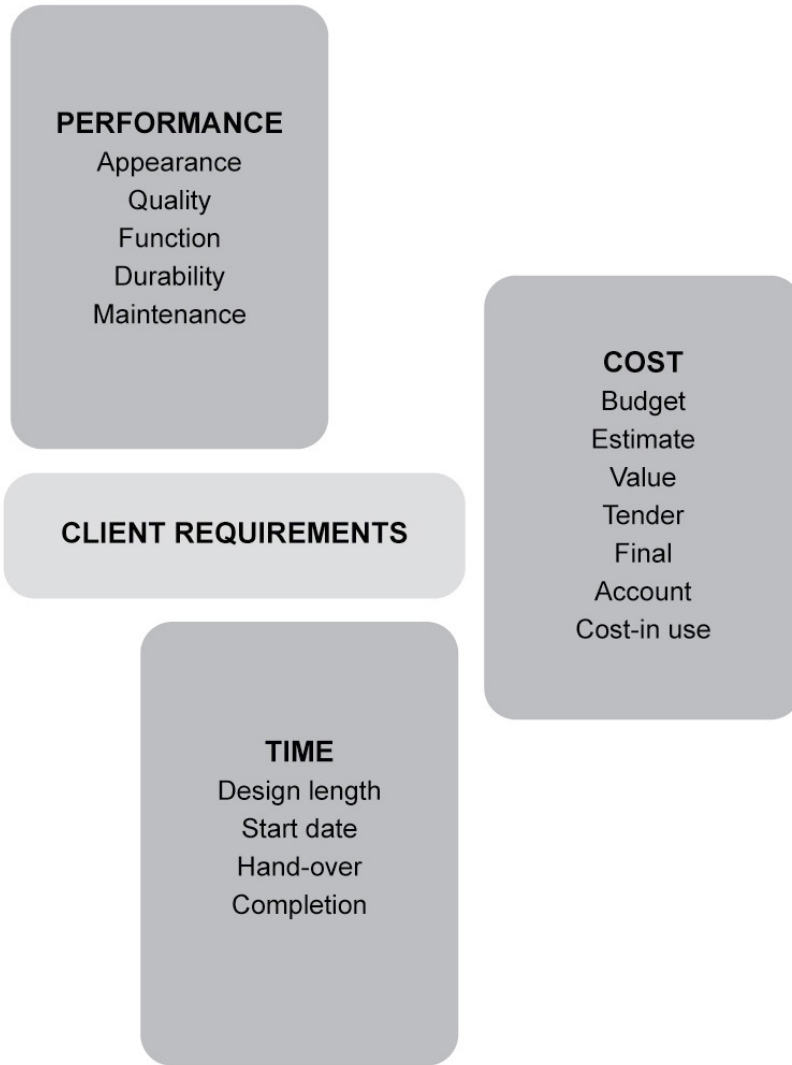 PERFORMANCE
Appearance
Quality
Function
Durability
Maintenance
CLIENT REQUIREMENTS
COST
Budget
Estimate
Value
Tender
Final
Account
Cost-in use
TIME
Design length
Start date
Hand-over
Completion